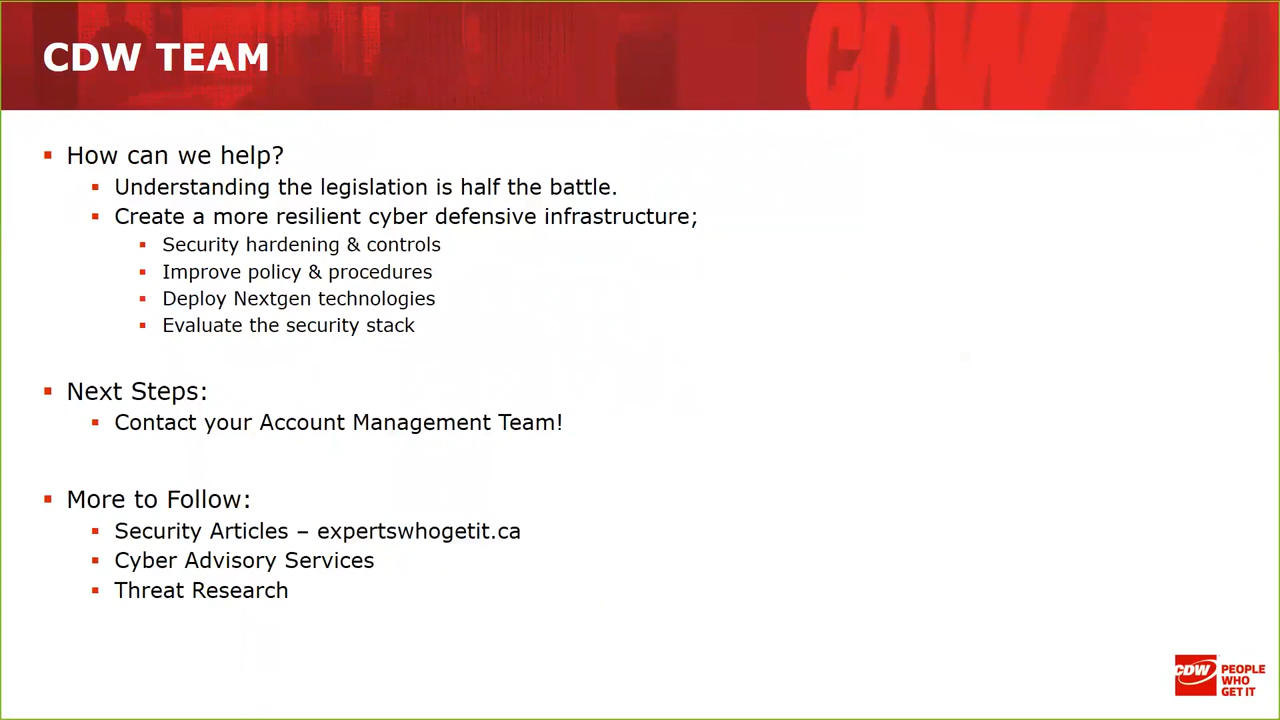 CDW TEAM
CDW
How can we help?
Understanding the legislation is half the battle.
Create a more resilient cyber defensive infrastructure;
Security hardening & controls
Improve policy & procedures
Deploy Nextgen technologies
Evaluate the security stack
Next Steps:
Contact your Account Management Team!
More to Follow:
Security Articles – expertswhogetit.ca
Cyber Advisory Services
Threat Research
CDW
PEOPLE
WHO
GET IT